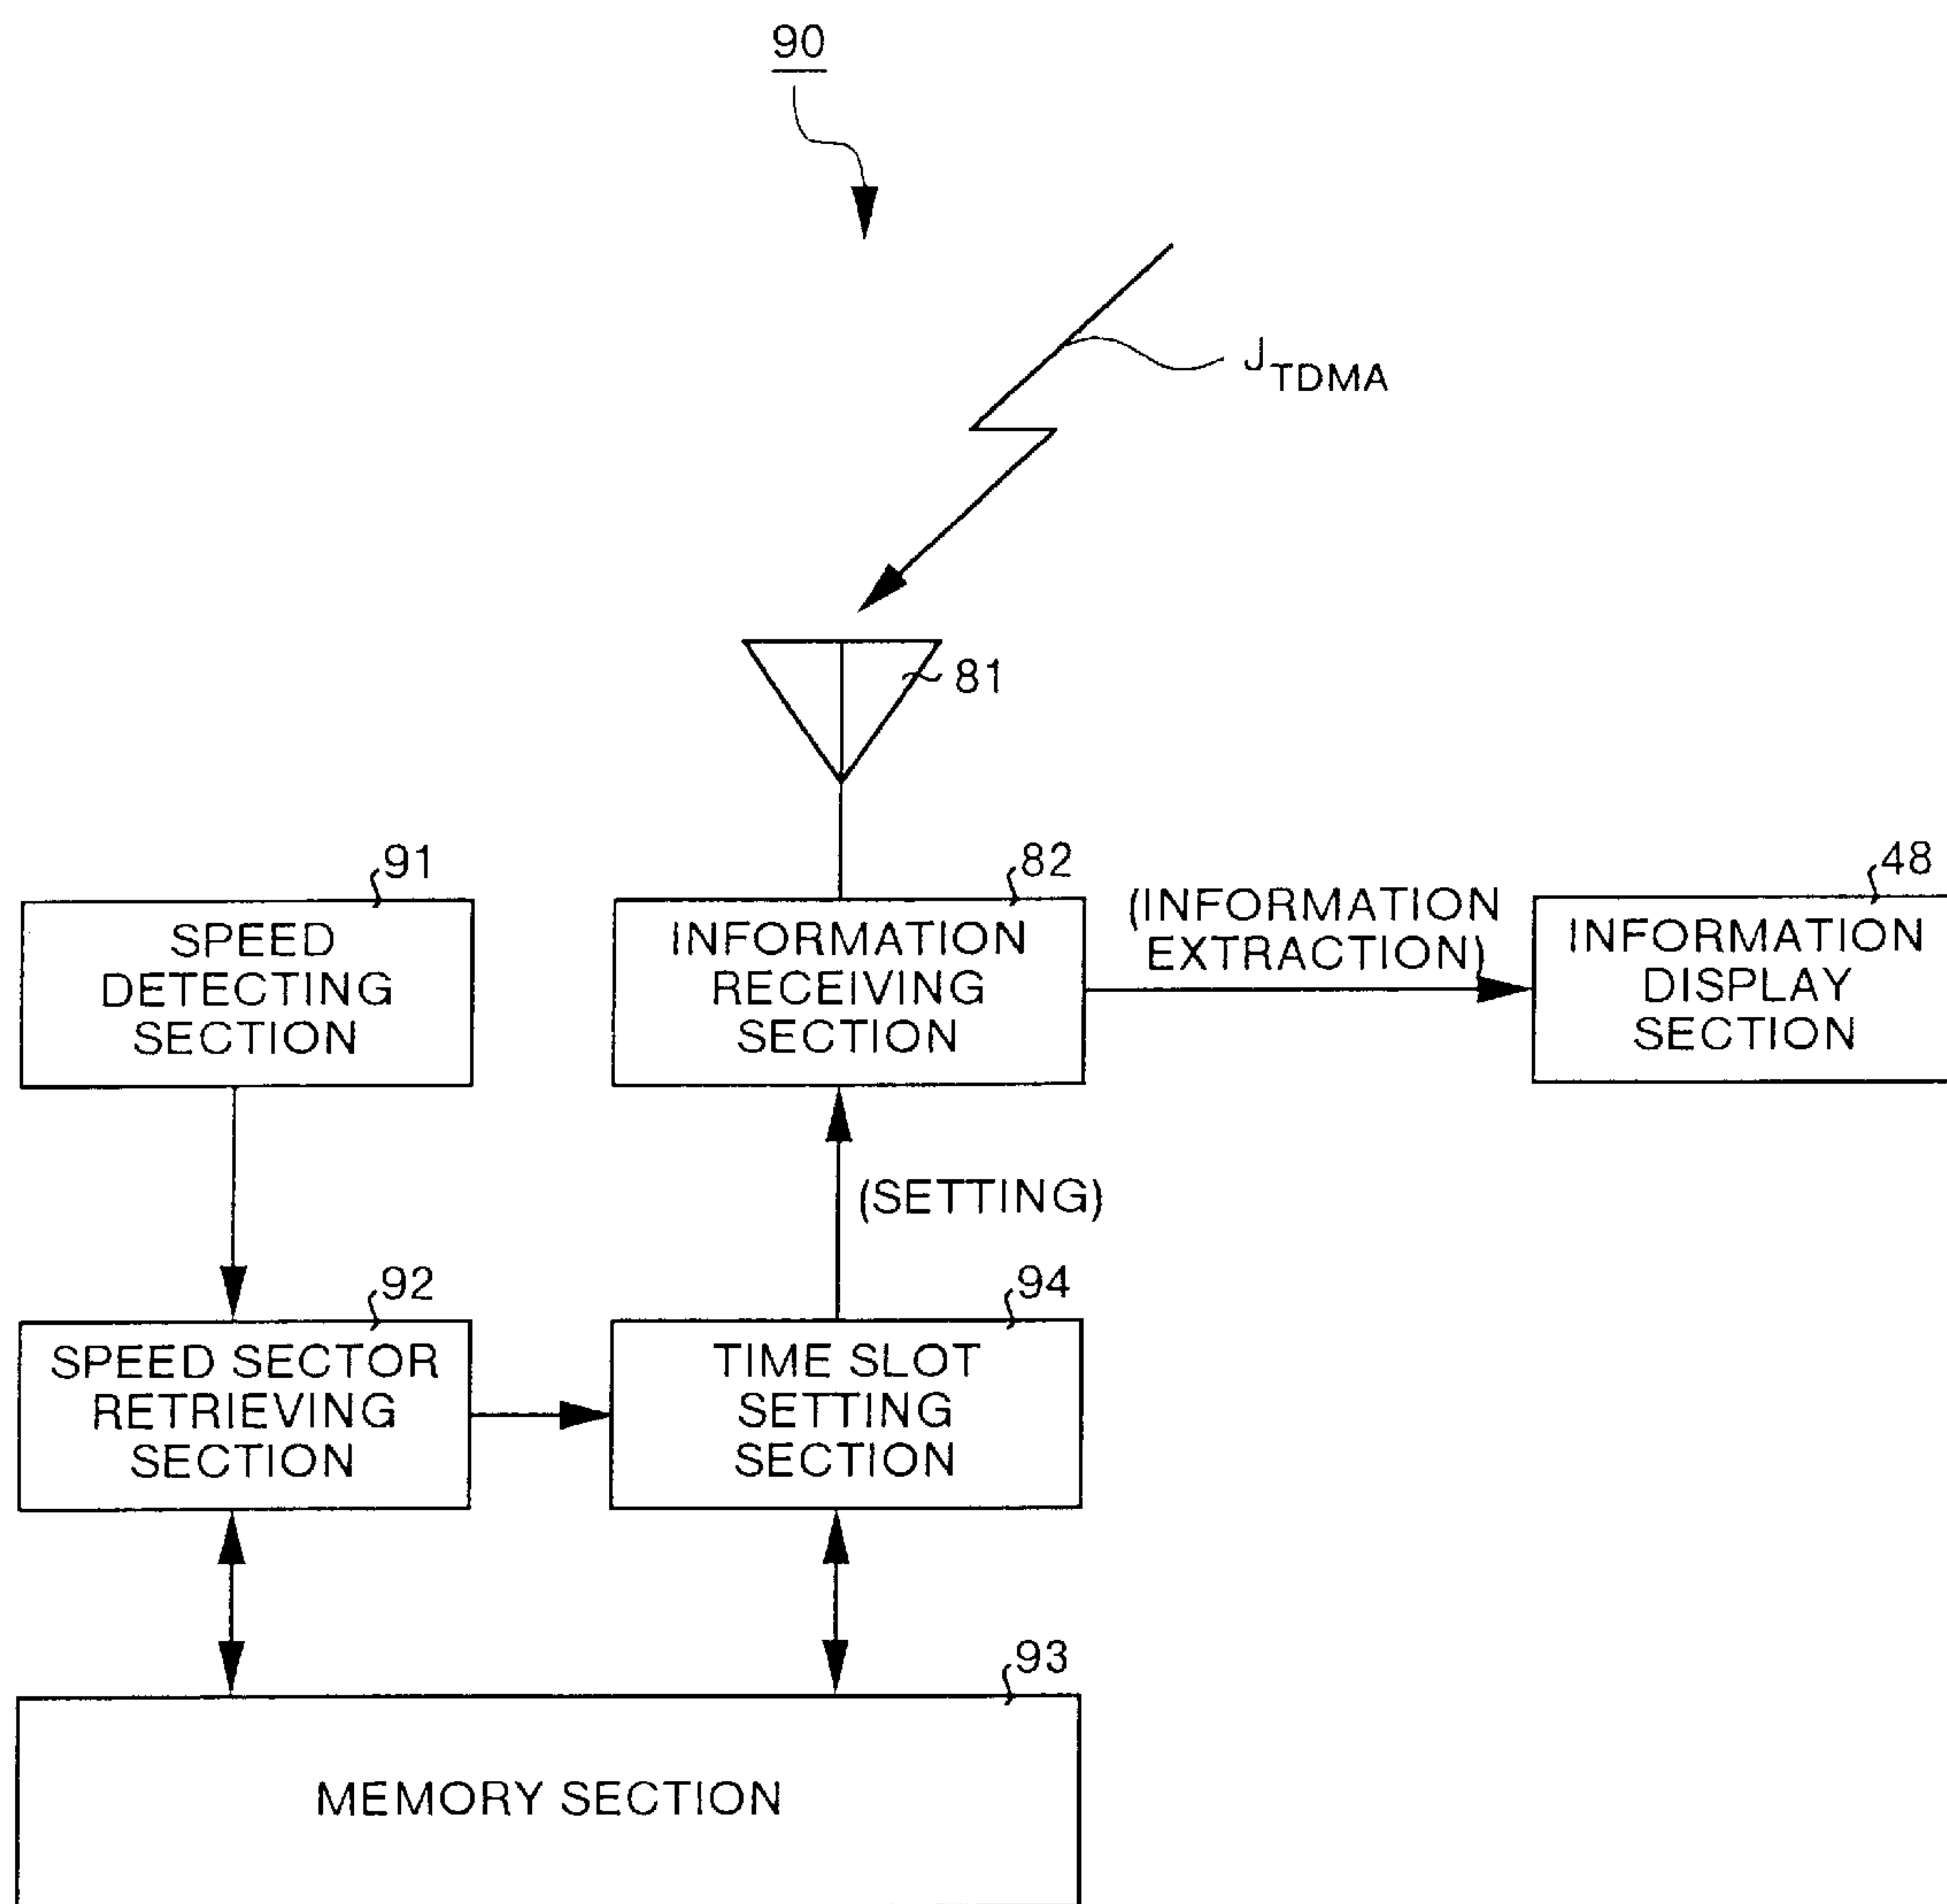 90
J TDMA
81
91
82
48
SPEED
DETECTING
SECTION
INFORMATION
RECEIVING
SECTION
(INFORMATION
EXTRACTION)
INFORMATION
DISPLAY
SECTION
(SETTING)
92
94
SPEED SECTOR
RETRIEVING
SECTION
TIME SLOT
SETTING
SECTION
93
MEMORY SECTION